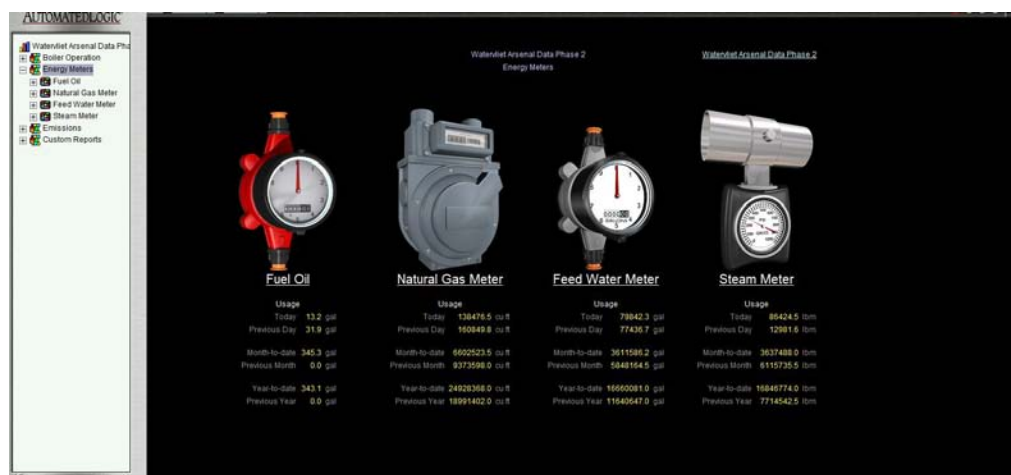 AUTOMATEDLOGIC
Watervliet Arsenal Data Pha
Boiler Operation
Energy Meters
Fuel Oil
Natural Gas Meter
Feed Water Meter
Steam Meter
Emissions
Custom Reports
Watervliet Arsenal Data Phase 2
Energy Meters
Watervliet Arsenal Data Phase 2
Fuel Oil
Usage
Today 13.2 gal
Previous Day 31.9 gal
Month-to-date 345.3 gal
Previous Month 0.0 gal
Year-to-date 343.1 gal
Previous Year 0.0 gal
Natural Gas Meter
Usage
Today 138476.5 cu ft
Previous Day 160849.8 cu ft
Month-to-date 6602523.5 cu ft
Previous Month 9373598.0 cu ft
Year-to-date 24928368.0 cu ft
Previous Year 18991402.0 cu ft
GALLONS
Feed Water Meter
Usage
Today 79842.3 gal
Previous Day 77436.7 gal
Month-to-date 3611586.2 gal
Previous Month 5848164.5 gal
Year-to-date 16660081.0 gal
Previous Year 11640647.0 gal
Steam Meter
Usage
Today 86424.5 lbm
Previous Day 12981.6 lbm
Month-to-date 3637488.0 lbm
Previous Month 6115735.5 lbm
Year-to-date 16846774.0 lbm
Previous Year 7714542.5 lbm